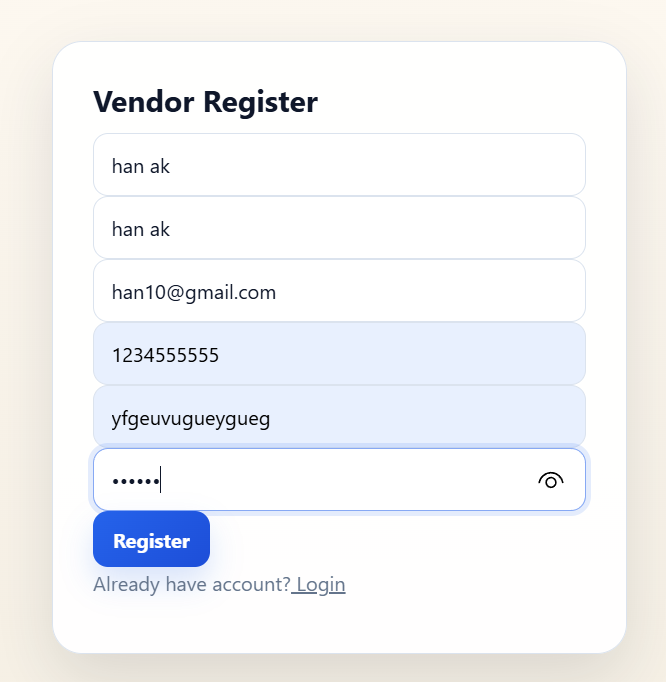 Vendor Register
han ak
han ak
han10@gmail.com
1234555555
yfgeuvugueygueg
••••••
Register
Already have account? Login